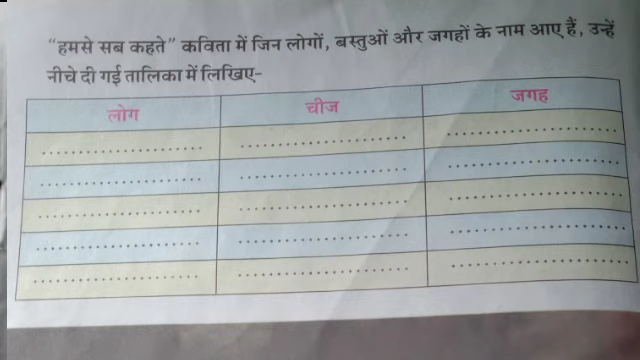 “हमसे सब कहते” कविता में जिन लोगों, बस्तुओं और जगहों के नाम आए हैं, उन्हें
नीचे दी गई तालिका में लिखिए-
लोग चीज जगह
........................ ........................ ........................
........................ ........................ ........................
........................ ........................ ........................
........................ ........................ ........................
........................ ........................ ........................